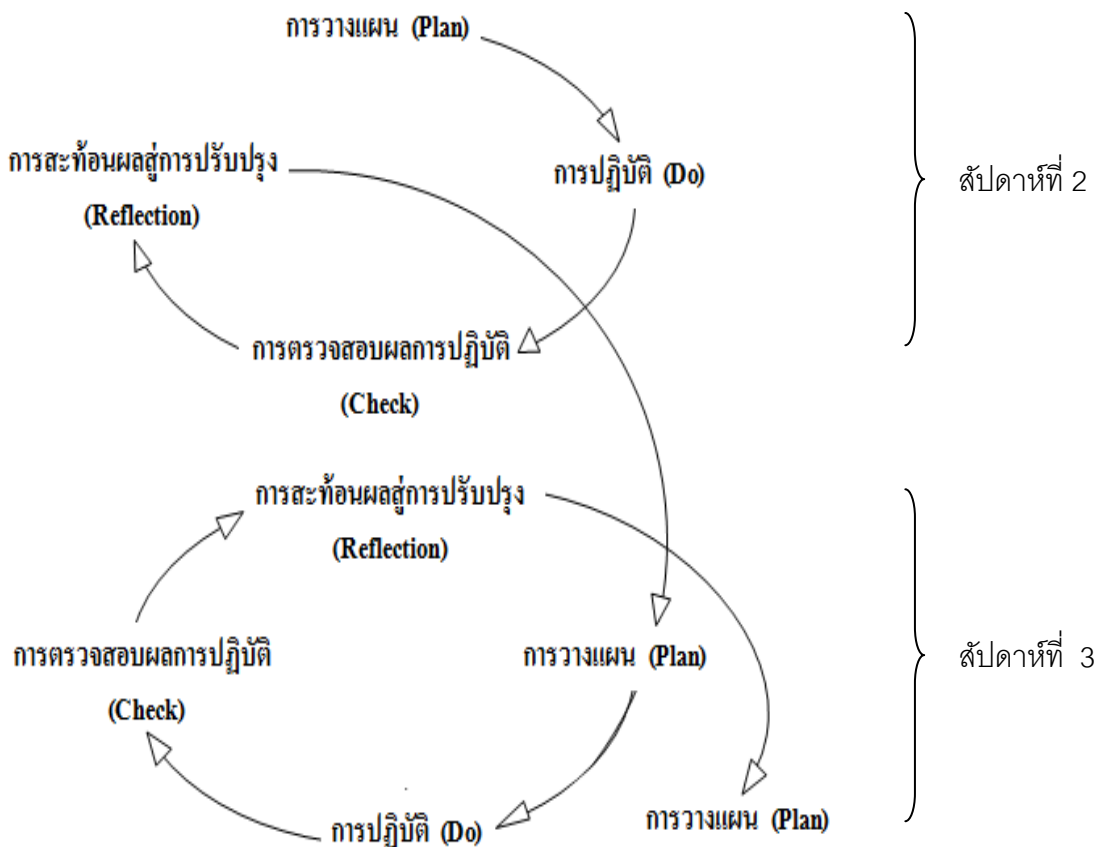 การวางแผน (Plan)
การสะท้อนผลสู่การปรับปรุง
(Reflection)
การปฏิบัติ (Do)
สัปดาห์ที่ 2
การตรวจสอบผลการปฏิบัติ
(Check)
การสะท้อนผลสู่การปรับปรุง
(Reflection)
การตรวจสอบผลการปฏิบัติ
(Check)
การวางแผน (Plan)
สัปดาห์ที่ 3
การปฏิบัติ (Do)
การวางแผน (Plan)